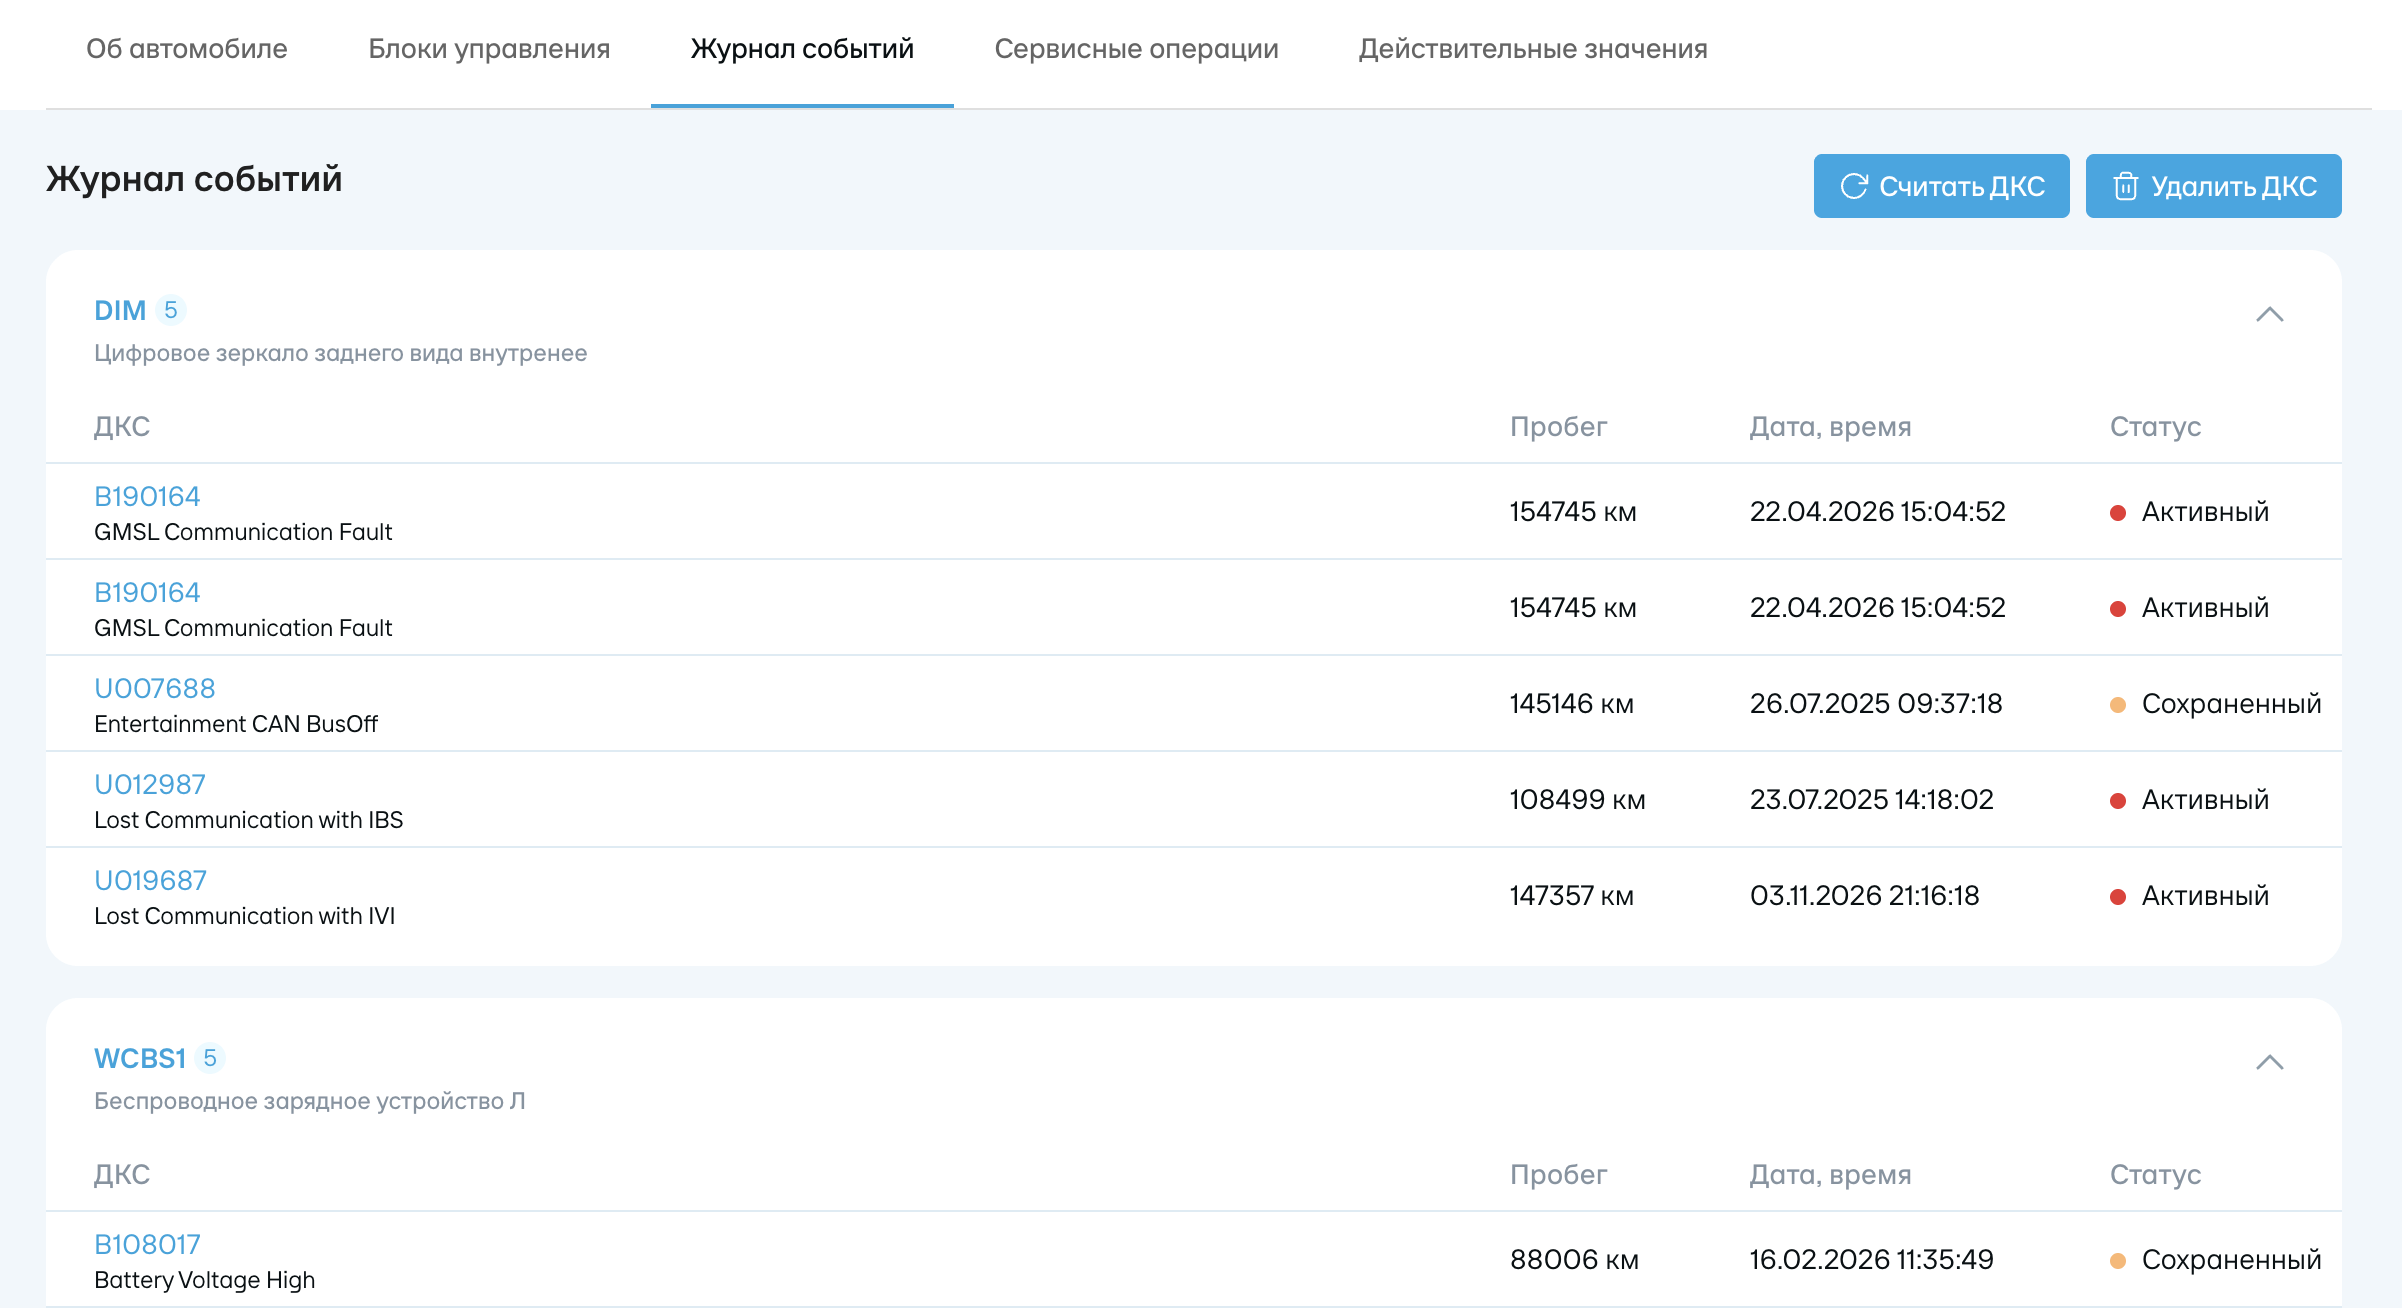 Об автомобиле Блоки управления Журнал событий Сервисные операции Действительные значения
Журнал событий Считать ДКС Удалить ДКС
DIM 5
Цифровое зеркало заднего вида внутренее
ДКС Пробег Дата, время Статус
B190164
GMSL Communication Fault
154745 км 22.04.2026 15:04:52 Активный
B190164
GMSL Communication Fault
154745 км 22.04.2026 15:04:52 Активный
U007688
Entertainment CAN BusOff
145146 км 26.07.2025 09:37:18 Сохраненный
U012987
Lost Communication with IBS
108499 км 23.07.2025 14:18:02 Активный
U019687
Lost Communication with IVI
147357 км 03.11.2026 21:16:18 Активный
WCBS1 5
Беспроводное зарядное устройство Л
ДКС Пробег Дата, время Статус
B108017
Battery Voltage High
88006 км 16.02.2026 11:35:49 Сохраненный